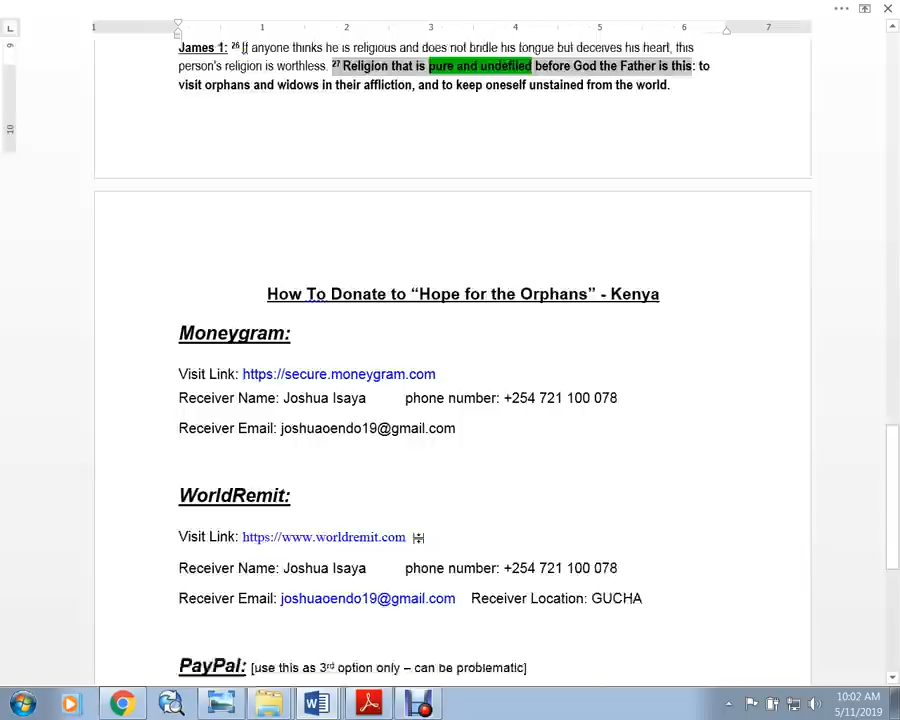 1 1 2 3 4 5 6 7
9
10
James 1: 26 If anyone thinks he is religious and does not bridle his tongue but deceives his heart, this
person's religion is worthless. 27 Religion that is pure and undefiled before God the Father is this: to
visit orphans and widows in their affliction, and to keep oneself unstained from the world.
How To Donate to “Hope for the Orphans” - Kenya
Moneygram:
Visit Link: https://secure.moneygram.com
Receiver Name: Joshua Isaya phone number: +254 721 100 078
Receiver Email: joshuaoendo19@gmail.com
WorldRemit:
Visit Link: https://www.worldremit.com
Receiver Name: Joshua Isaya phone number: +254 721 100 078
Receiver Email: joshuaoendo19@gmail.com Receiver Location: GUCHA
PayPal: [use this as 3rd option only – can be problematic]
10:02 AM
5/11/2019